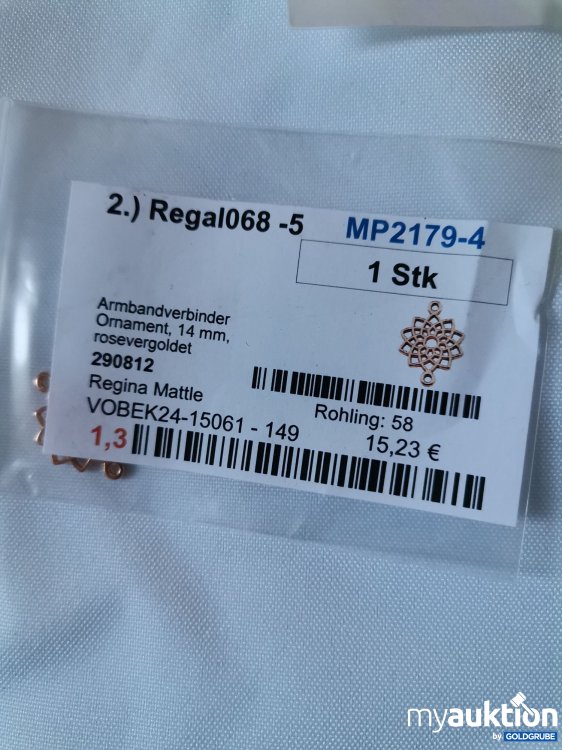 2.) Regal068 -5
MP2179-4
1 Stk
Armbandverbinder
Ornament, 14 mm,
rosevergoldet
290812
Regina Mattle
Rohling: 58
VOBEK24-15061 - 149
15,23 €
1,3
myauktion
by GOLDGRUBE